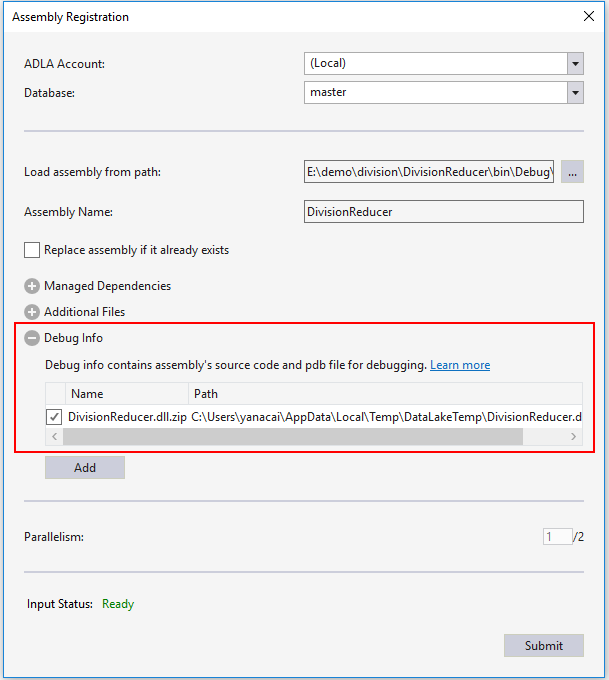 Assembly Registration
ADLA Account: (Local)
Database: master
Load assembly from path: E:\demo\division\DivisionReducer\bin\Debug\ ...
Assembly Name: DivisionReducer
Replace assembly if it already exists
Managed Dependencies
Additional Files
Debug Info
Debug info contains assembly's source code and pdb file for debugging. Learn more
Name Path
DivisionReducer.dll.zip C:\Users\yanacai\AppData\Local\Temp\DataLakeTemp\DivisionReducer.d
Add
Parallelism: 1 /2
Input Status: Ready
Submit